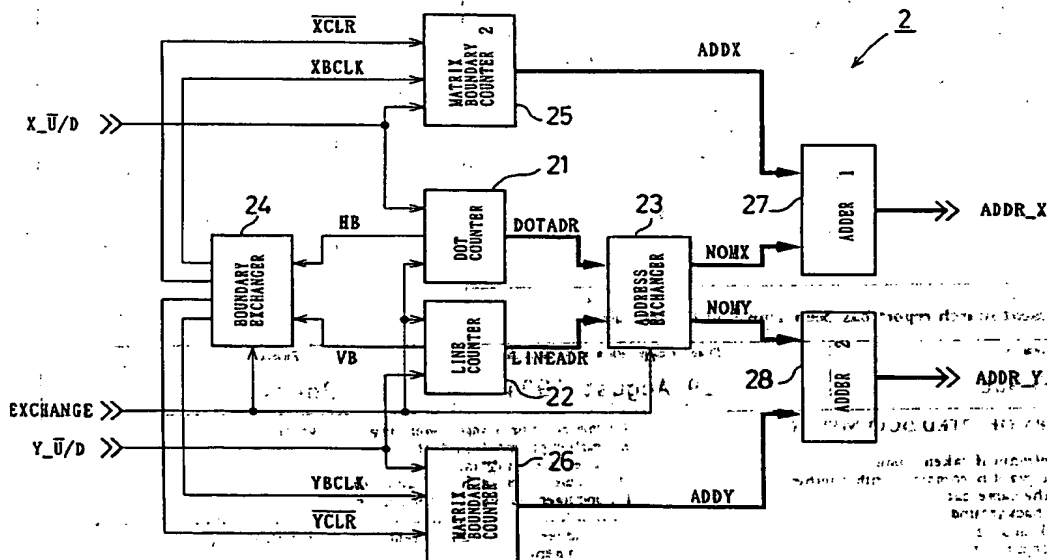 2
X̅C̅L̅R̅
XBCLK
X_U̅/D
MATRIX
BOUNDARY
COUNTER 2
25
ADDX
21
DOT
COUNTER
24
BOUNDARY
EXCHANGER
HB
VB
DOTADR
23
ADDRESS
EXCHANGER
LINE
COUNTER
22
LINEADR
NOMX
NOMY
27
ADDER 1
ADDR_X
28
ADDER 2
ADDR_Y
EXCHANGE
Y_U̅/D
26
MATRIX
BOUNDARY
COUNTER 1
YBCLK
Y̅C̅L̅R̅
ADDY